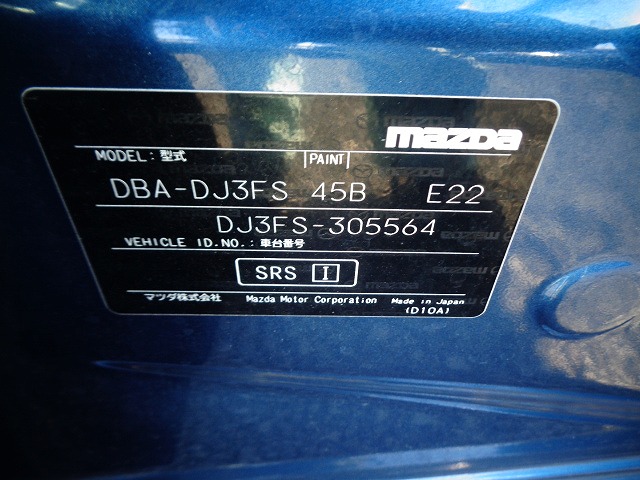 mazda
MODEL: 型式 PAINT
DBA-DJ3FS 45B E22
DJ3FS-305564
VEHICLE ID.NO.: 車台番号
SRS I
マツダ株式会社 Mazda Motor Corporation Made in Japan
(D10A)